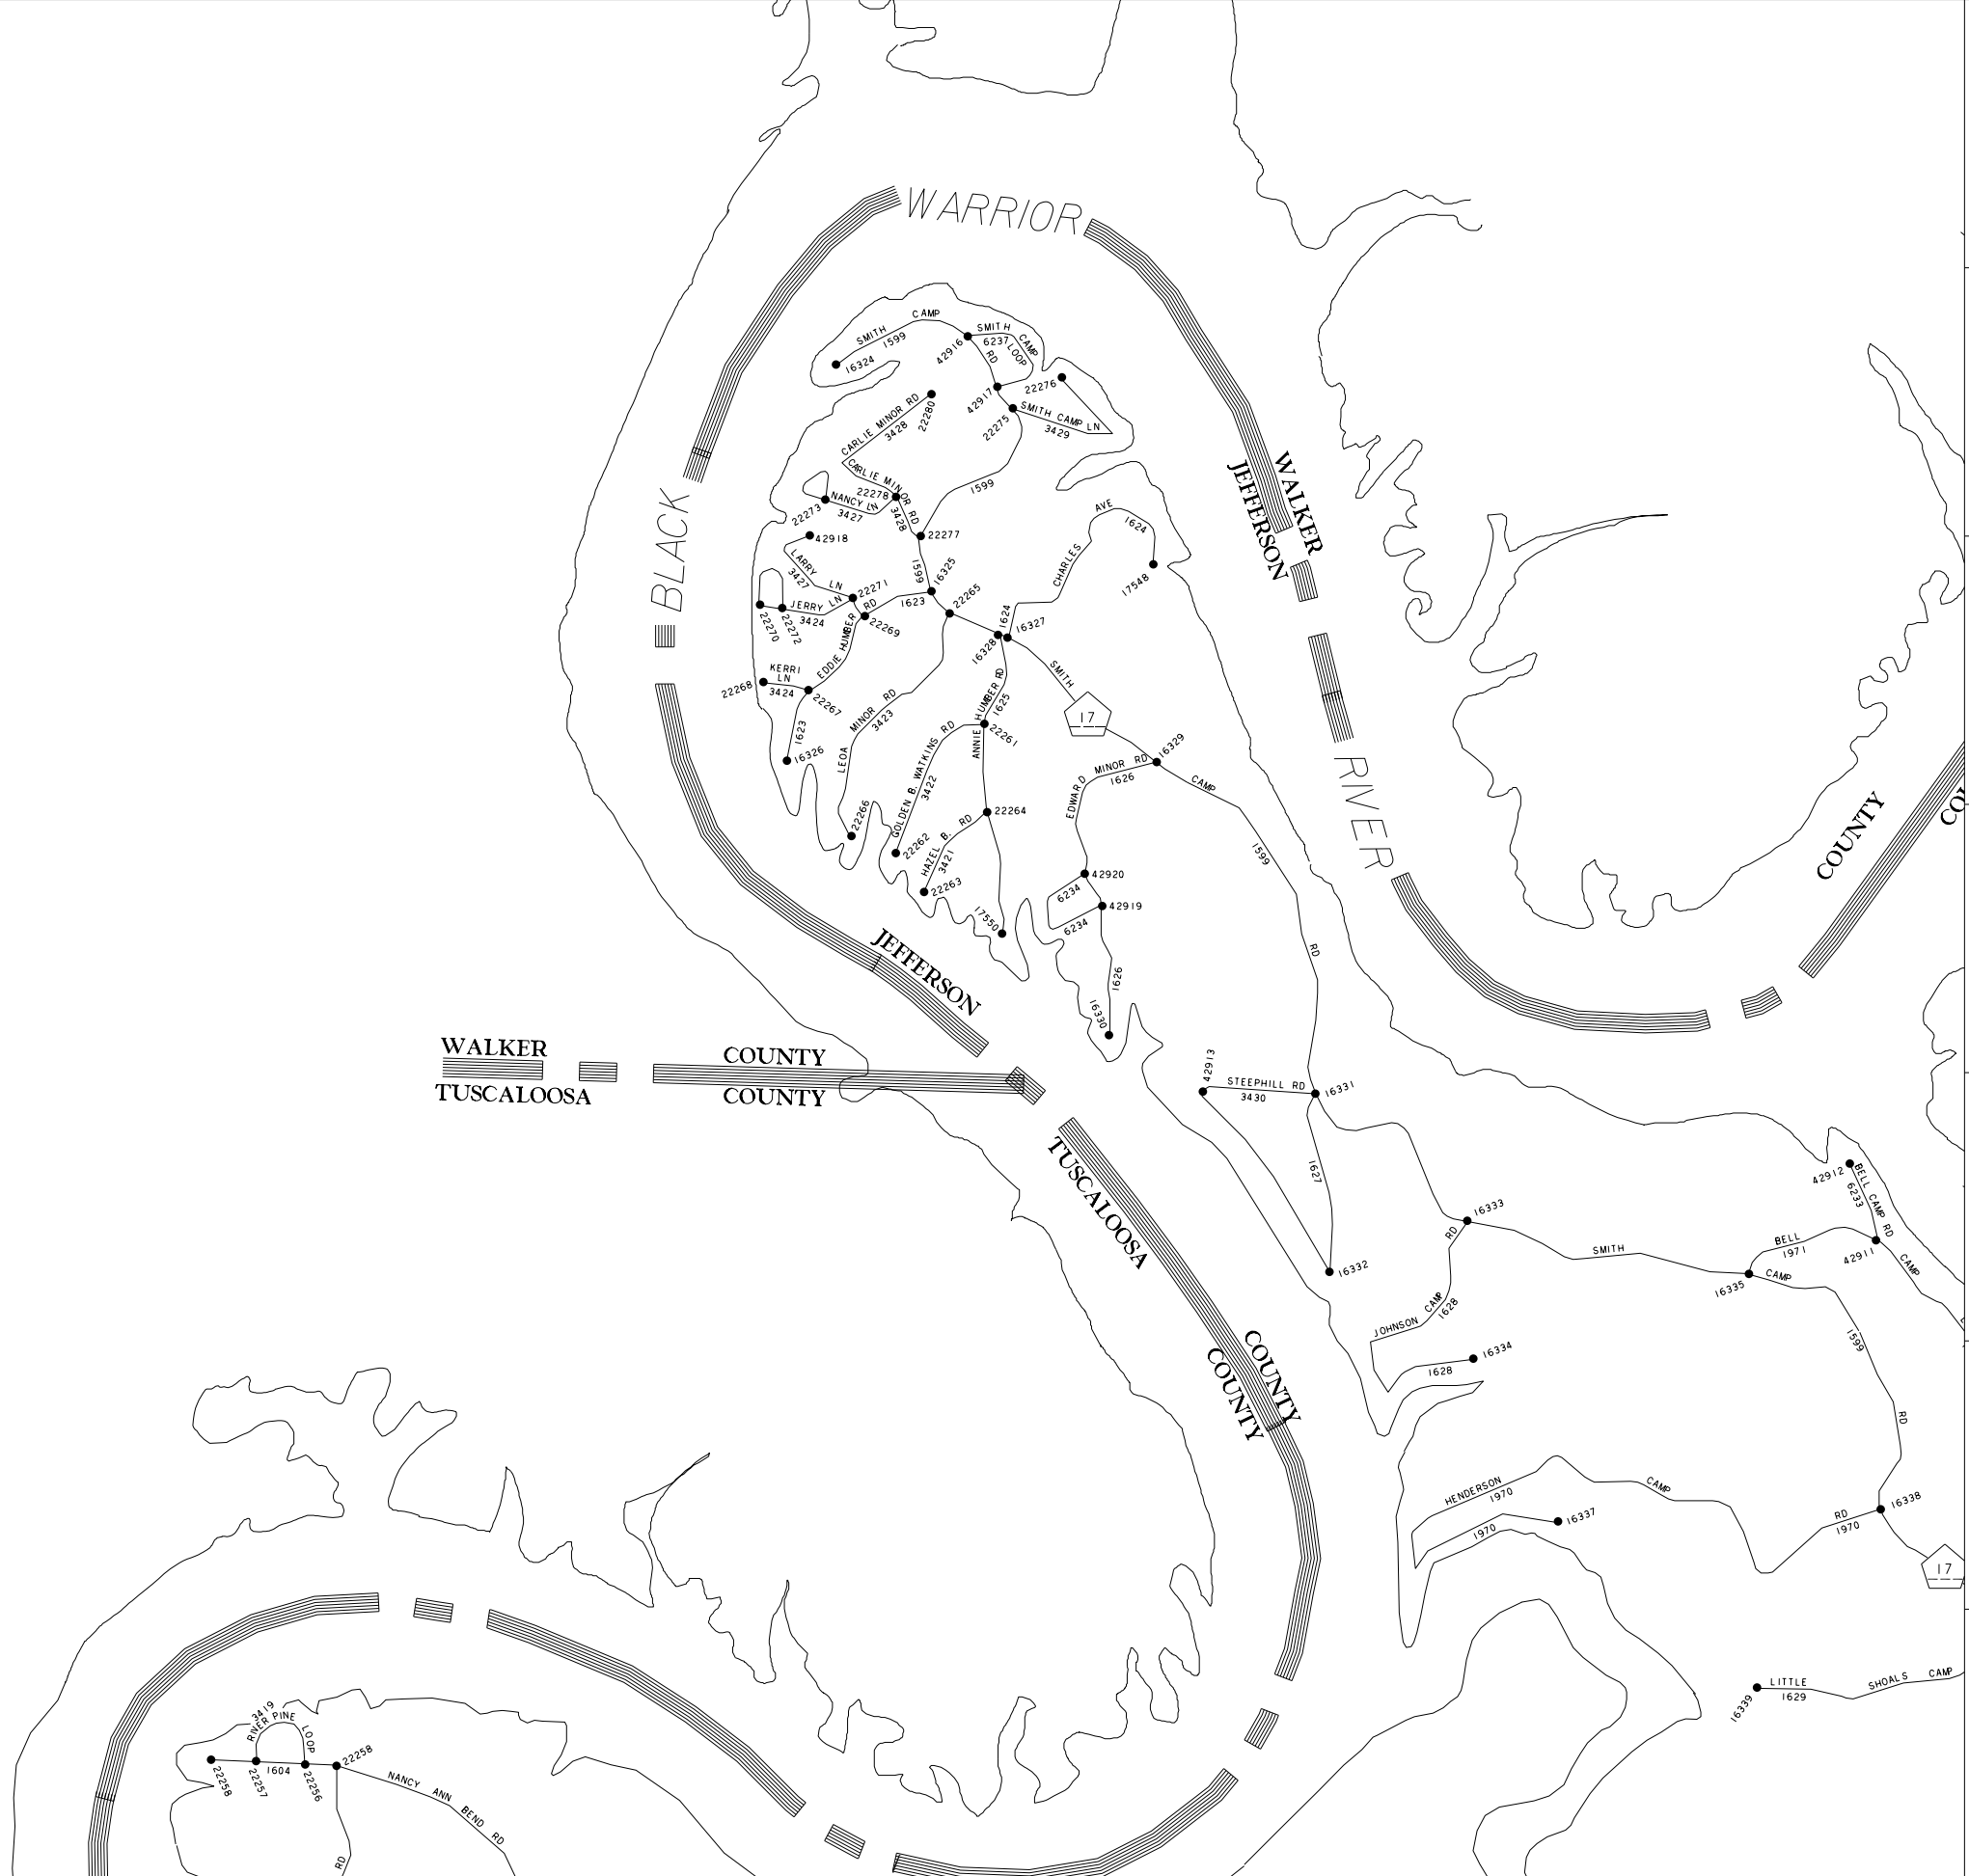 WARRIOR
SMITH CAMP
1599
16324
42916
SMITH CAMP
6237
LOOP
RD
42917
22276
22275
SMITH CAMP LN
3429
CARLIE MINOR RD
3428
22280
CARLIE MINOR RD
22278
3428
NANCY LN
3427
22273
1599
22277
42918
LARRY LN
3427
22271
1599
16325
AVE
1624
CHARLES
17548
WALKER
JEFFERSON
BLACK
JERRY LN
3424
22270
22272
RD
1623
22269
22265
1624
16327
16328
EDDIE HUMBER
KERRI
LN
3424
22268
22267
1623
16326
LEOA MINOR RD
3423
22266
HUMBER RD
1625
ANNIE
22261
SMITH
17
GOLDEN B. WATKINS RD
3422
22262
HAZEL B. RD
3421
22263
22264
17550
EDWARD MINOR RD
1626
16329
CAMP
1599
RD
42920
6234
42919
6234
1626
16330
RIVER
COUNTY
COU
JEFFERSON
WALKER COUNTY
TUSCALOOSA COUNTY
42913
STEEPHILL RD
3430
16331
1627
16332
TUSCALOOSA
16333
RD
SMITH
JOHNSON CAMP
1628
16334
1628
42912
BELL CAMP RD
6233
BELL
1971
42911
CAMP
16335
CAMP
1599
RD
COUNTY
COUNTY
HENDERSON CAMP
1970
1970
16337
RD
1970
16338
17
LITTLE SHOALS CAMP
1629
16339
3419
RIVER PINE LOOP
22258
22257
1604
22256
22258
NANCY ANN BEND RD
RD